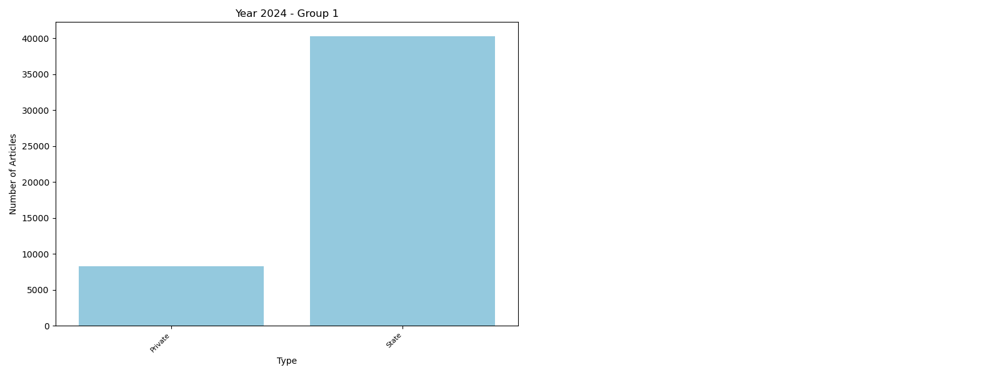 Year 2024 - Group 1
40000
35000
30000
25000
20000
15000
10000
5000
0
Number of Articles
Private
State
Type